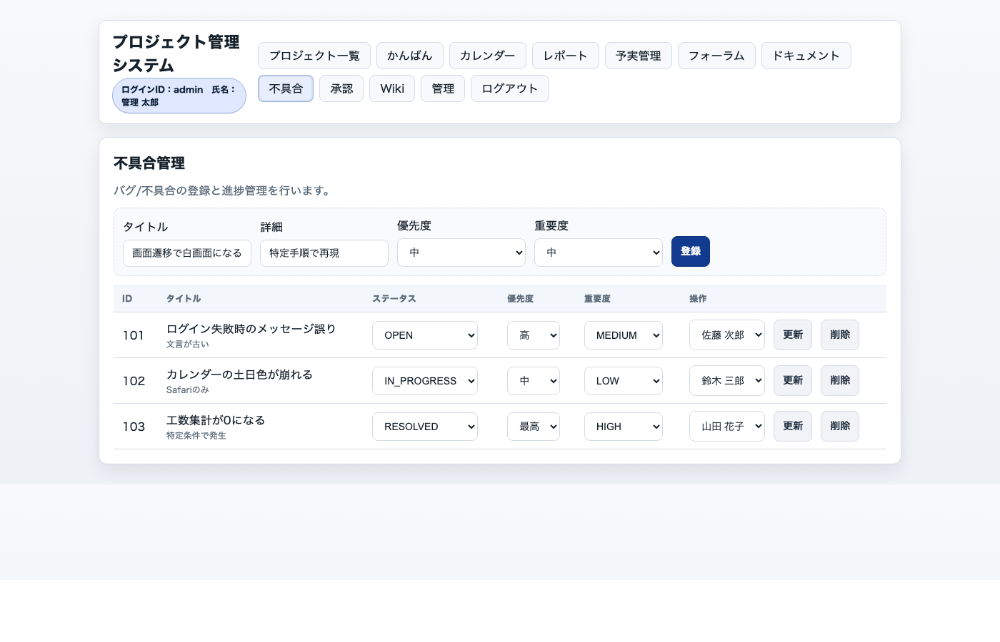 プロジェクト管理
システム
ログインID：admin　氏名：
管理 太郎
プロジェクト一覧
かんばん
カレンダー
レポート
予実管理
フォーラム
ドキュメント
不具合
承認
Wiki
管理
ログアウト
不具合管理
バグ/不具合の登録と進捗管理を行います。
タイトル
詳細
優先度
重要度
画面遷移で白画面になる
特定手順で再現
中
中
登録
ID
タイトル
ステータス
優先度
重要度
操作
101
ログイン失敗時のメッセージ誤り
文言が古い
OPEN
高
MEDIUM
佐藤 次郎
更新
削除
102
カレンダーの土日色が崩れる
Safariのみ
IN_PROGRESS
中
LOW
鈴木 三郎
更新
削除
103
工数集計が0になる
特定条件で発生
RESOLVED
最高
HIGH
山田 花子
更新
削除